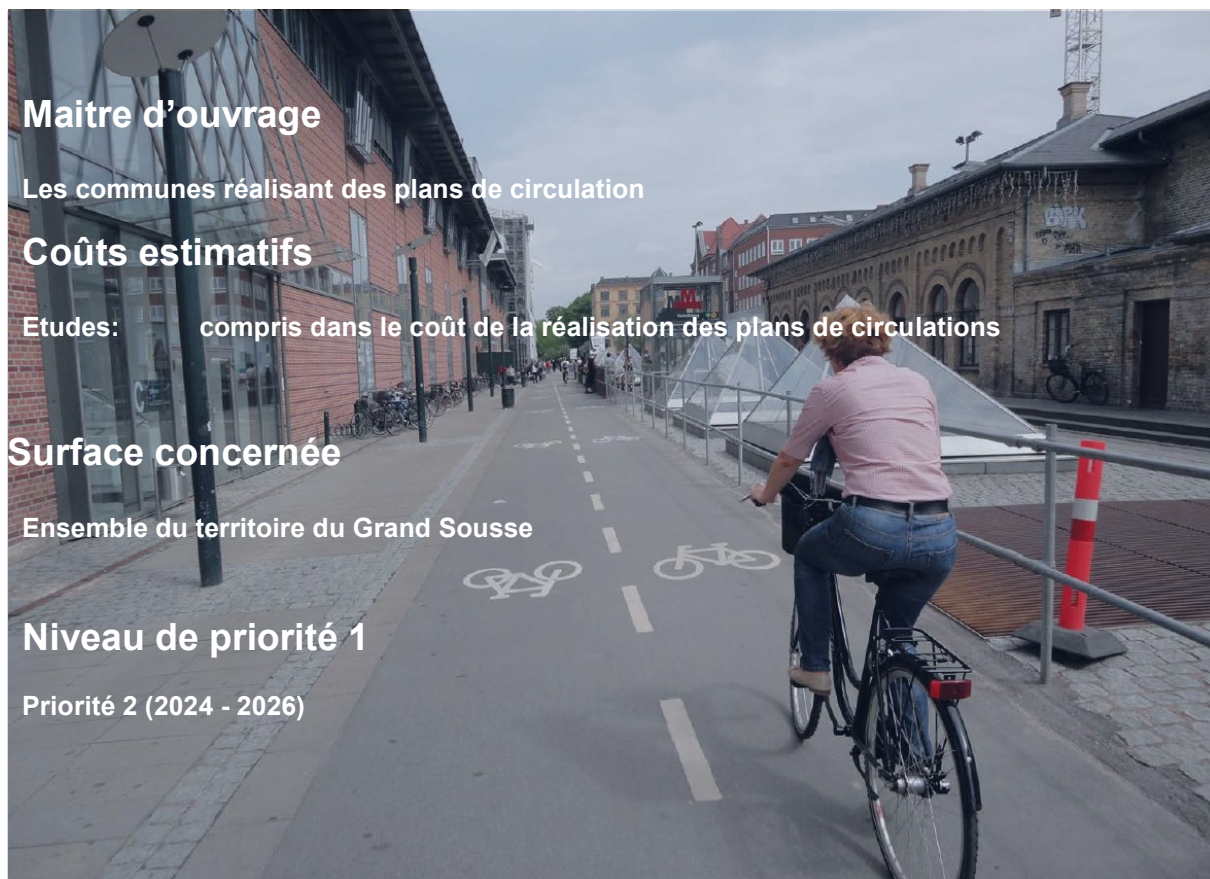 Maitre d'ouvrage
Les communes réalisant des plans de circulation
Coûts estimatifs
Etudes: compris dans le coût de la réalisation des plans de circulations
Surface concernée
Ensemble du territoire du Grand Sousse
Niveau de priorité 1
Priorité 2 (2024 - 2026)
M